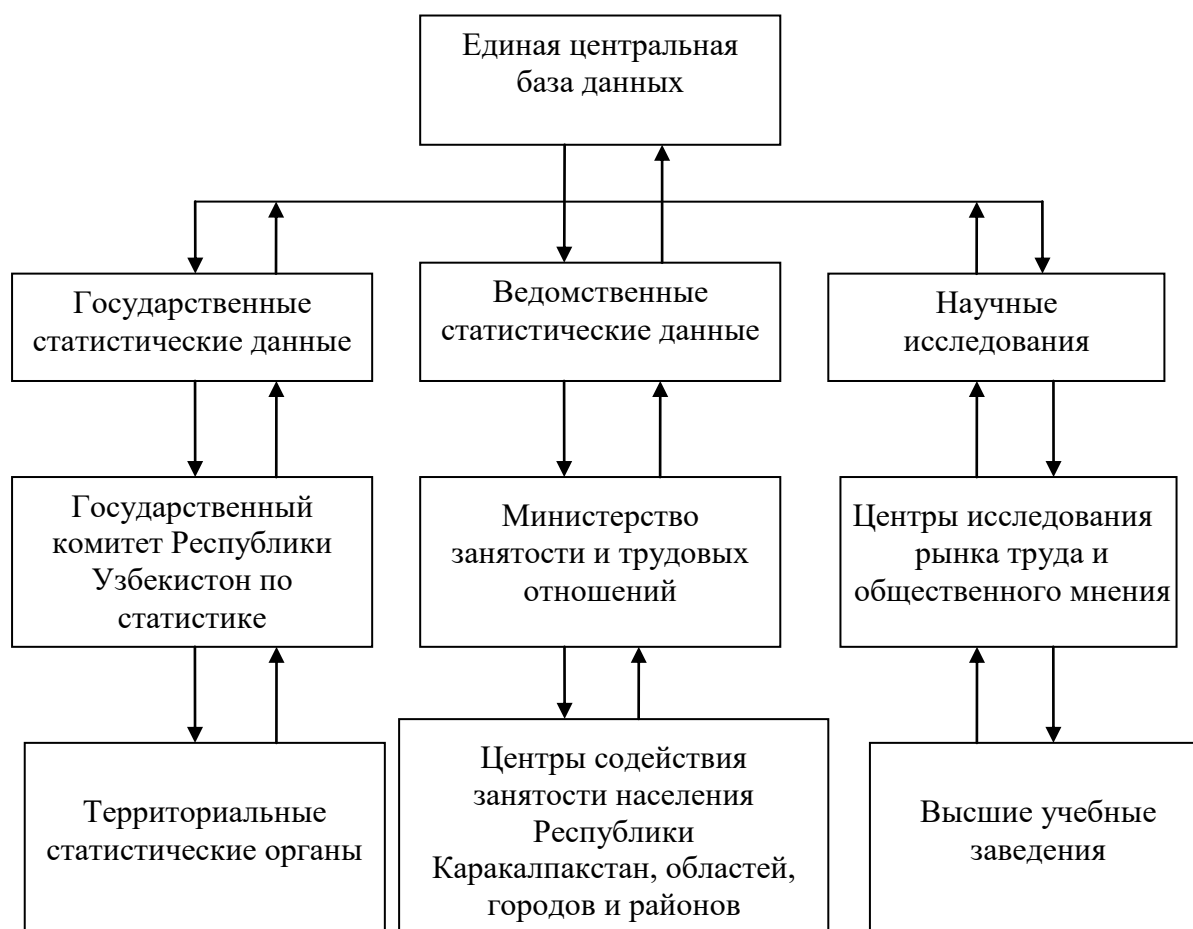 Единая центральная
база данных
Государственные
статистические данные
Ведомственные
статистические данные
Научные
исследования
Государственный
комитет Республики
Узбекистон по
статистике
Министерство
занятости и трудовых
отношений
Центры исследования
рынка труда и
общественного мнения
Территориальные
статистические органы
Центры содействия
занятости населения
Республики
Каракалпакстан, областей,
городов и районов
Высшие учебные
заведения